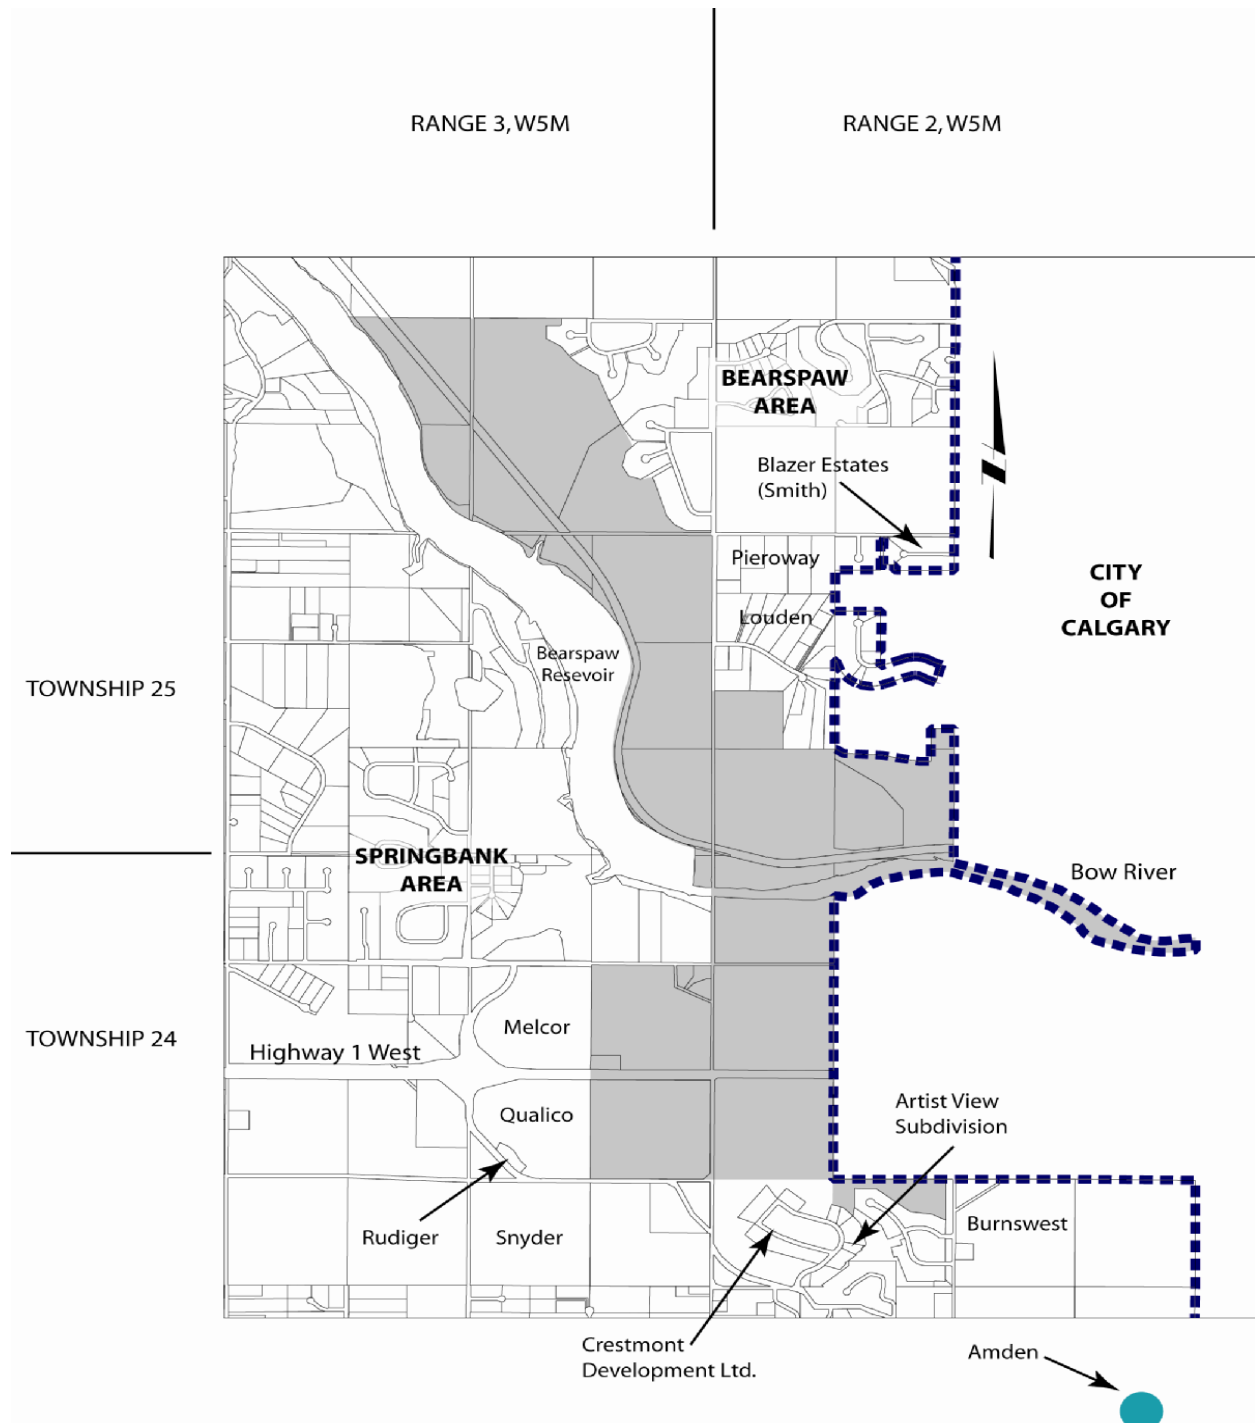 RANGE 3, W5M
RANGE 2, W5M
BEARSPAW
AREA
Blazer Estates
(Smith)
Pieroway
CITY
OF
CALGARY
Louden
Bearspaw
Resevoir
TOWNSHIP 25
SPRINGBANK
AREA
Bow River
Melcor
TOWNSHIP 24
Highway 1 West
Qualico
Artist View
Subdivision
Rudiger
Snyder
Burnswest
Crestmont
Development Ltd.
Amden